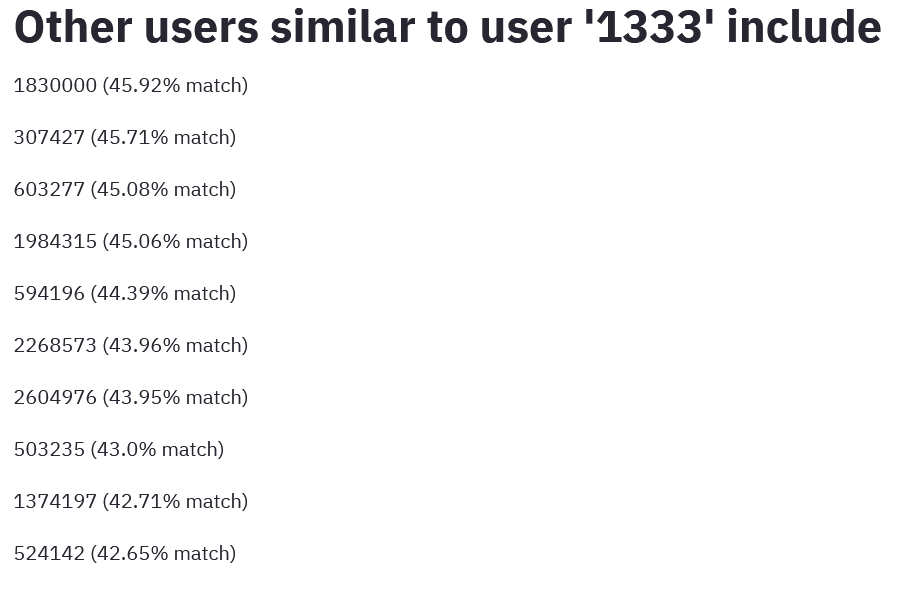 Other users similar to user '1333' include
1830000 (45.92% match)
307427 (45.71% match)
603277 (45.08% match)
1984315 (45.06% match)
594196 (44.39% match)
2268573 (43.96% match)
2604976 (43.95% match)
503235 (43.0% match)
1374197 (42.71% match)
524142 (42.65% match)